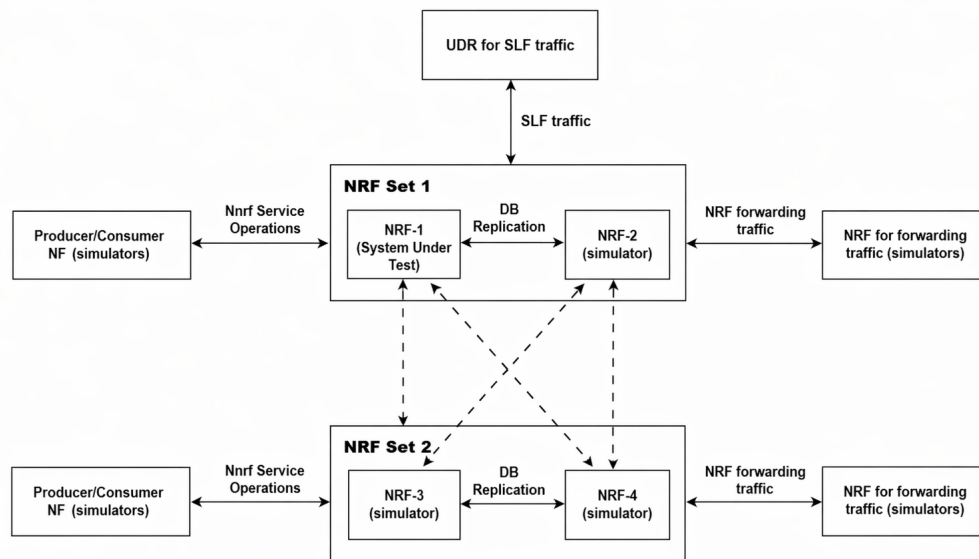 UDR for SLF traffic
SLF traffic
NRF Set 1
Nnrf Service
Operations
DB
Replication
NRF forwarding
traffic
Producer/Consumer
NF (simulators)
NRF-1
(System Under
Test)
NRF-2
(simulator)
NRF for forwarding
traffic (simulators)
NRF Set 2
Nnrf Service
Operations
DB
Replication
NRF forwarding
traffic
Producer/Consumer
NF (simulators)
NRF-3
(simulator)
NRF-4
(simulator)
NRF for forwarding
traffic (simulators)